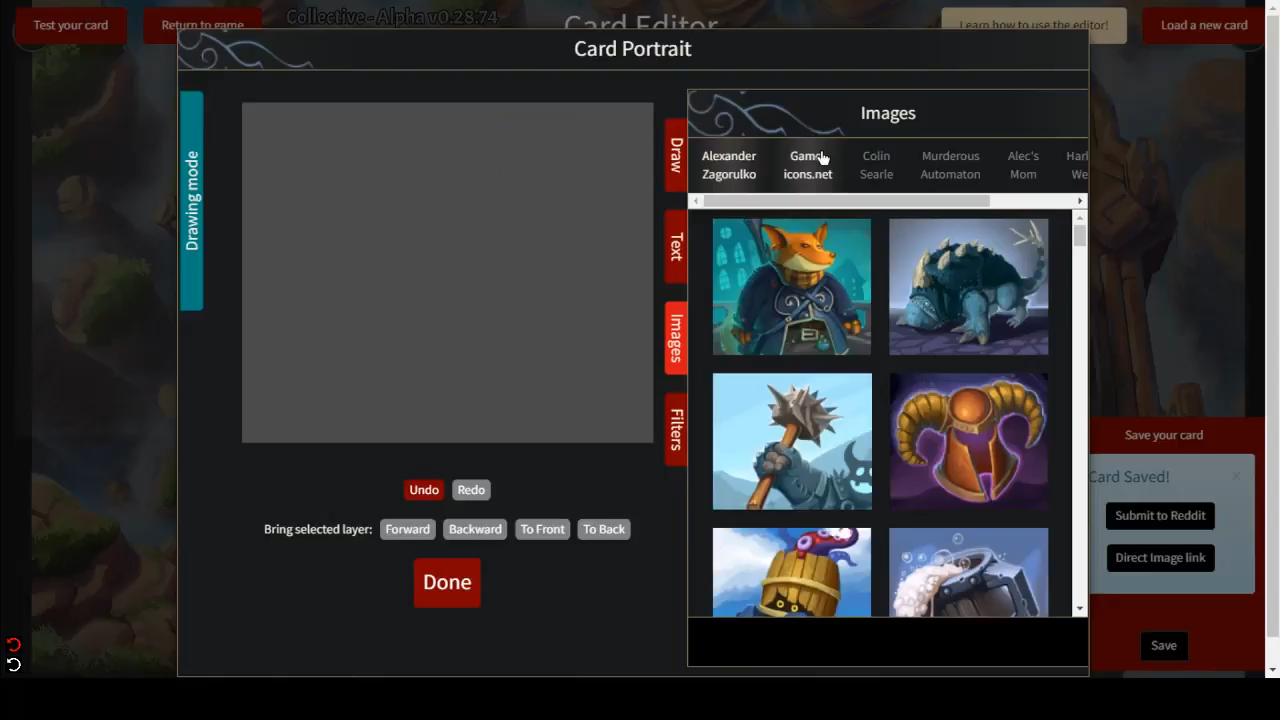 Test your card
Return to game
Collective - Alpha v0.28.74
Card Editor
Learn how to use the editor!
Load a new card
Card Portrait
Drawing mode
Draw
Text
Images
Filters
Images
Alexander
Zagorulko
icons.net
Colin
Searle
Murderous
Automaton
Alec's
Mom
Undo
Redo
Bring selected layer:
Forward
Backward
To Front
To Back
Done
Save your card
Card Saved!
×
Submit to Reddit
Direct Image link
Save